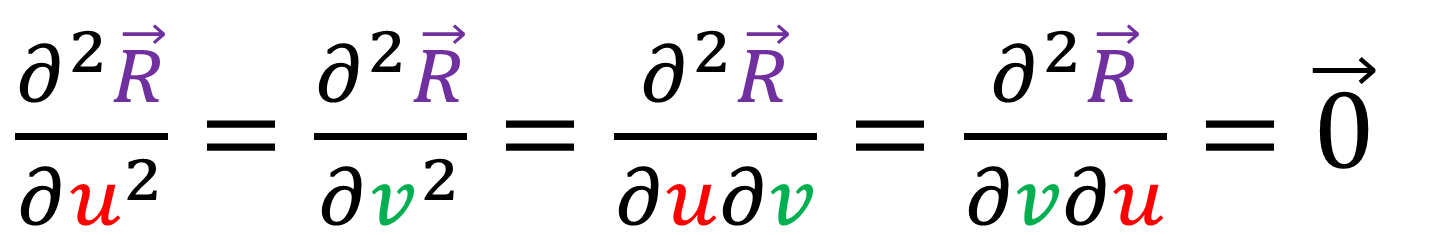 ∂²R⃗/∂u² = ∂²R⃗/∂v² = ∂²R⃗/∂u∂v = ∂²R⃗/∂v∂u = 0⃗